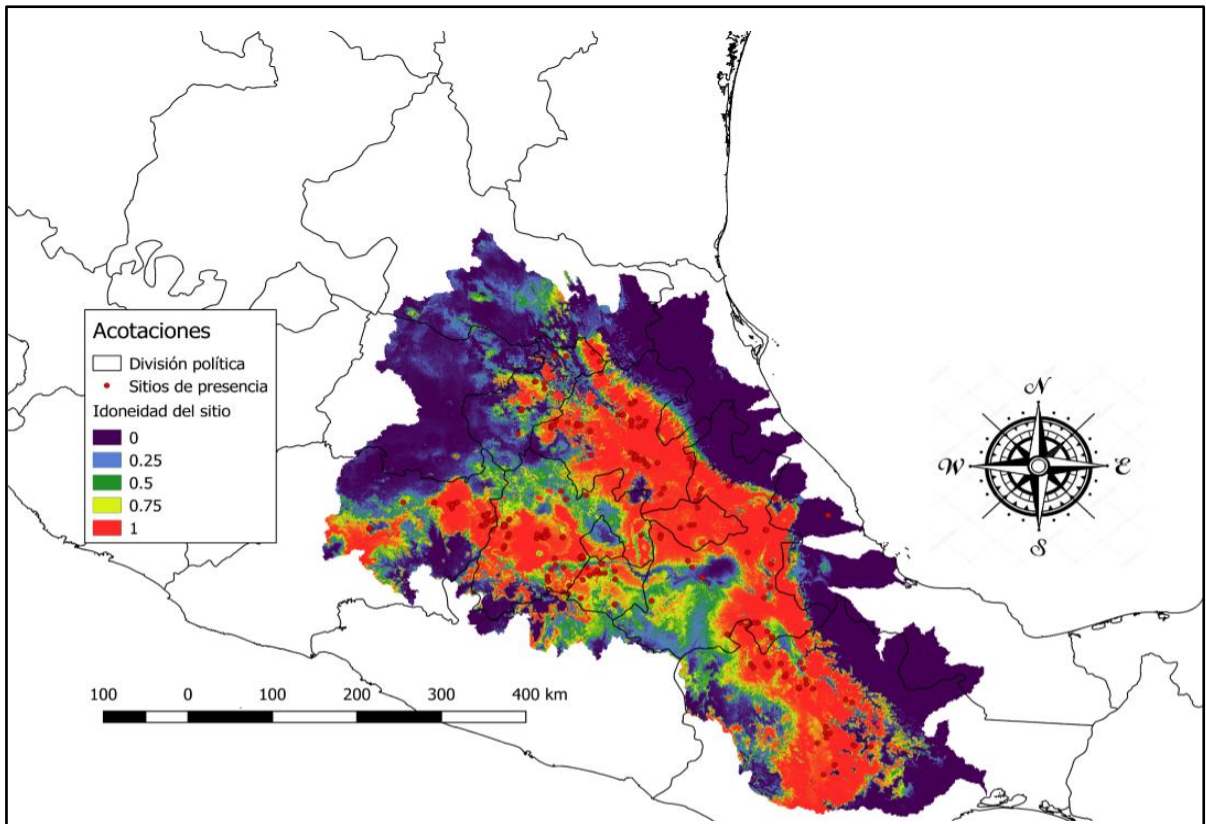 Acotaciones
División política
Sitios de presencia
Idoneidad del sitio
0
0.25
0.5
0.75
1
N
W
E
S
100 0 100 200 300 400 km